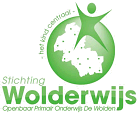 - het kind centraal -
Stichting
Wolderwijs
Openbaar Primair Onderwijs De Wolden